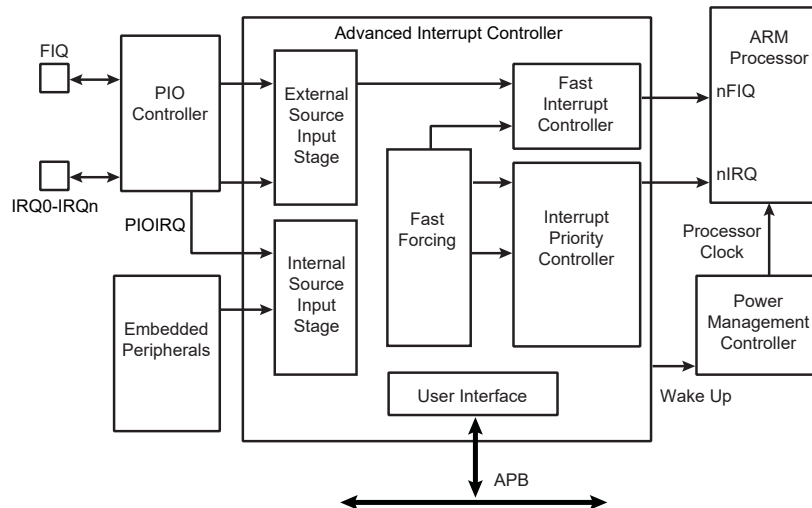 Advanced Interrupt Controller
FIQ
PIO
Controller
IRQ0-IRQn
PIOIRQ
External
Source
Input
Stage
Internal
Source
Input
Stage
Embedded
Peripherals
Fast
Forcing
Fast
Interrupt
Controller
Interrupt
Priority
Controller
ARM
Processor
nFIQ
nIRQ
Processor
Clock
Power
Management
Controller
Wake Up
User Interface
APB